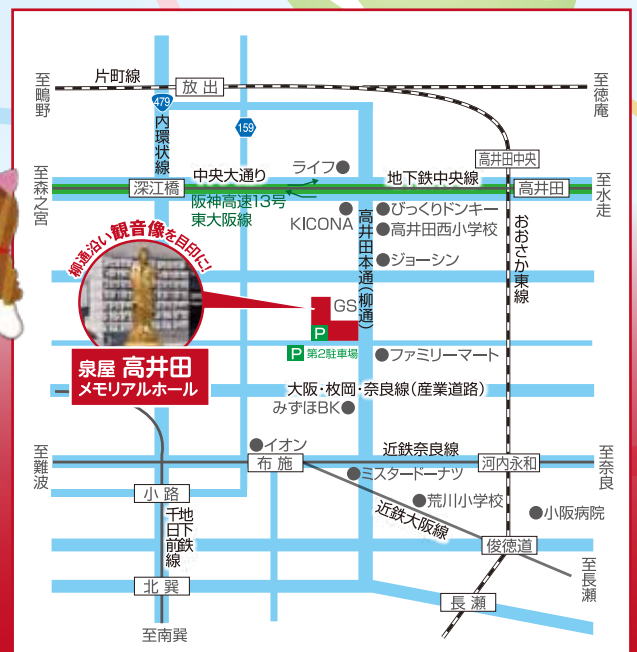 片町線
放出
至鴫野
至徳庵
479
内環状線
159
高井田中央
至森之宮
中央大通り
ライフ
地下鉄中央線
深江橋
高井田
至水走
阪神高速13号
東大阪線
KICONA
びっくりドンキー
高井田西小学校
高井田本通(柳通)
おおさか東線
ジョーシン
柳通沿い観音像を目印に!
GS
P
P 第2駐車場
ファミリーマート
泉屋 高井田
メモリアルホール
大阪・枚岡・奈良線(産業道路)
みずほBK
イオン
近鉄奈良線
至難波
布施
河内永和
至奈良
ミスタードーナツ
小路
荒川小学校
小阪病院
近鉄大阪線
地下鉄
千日前線
俊徳道
至長瀬
北巽
長瀬
至南巽